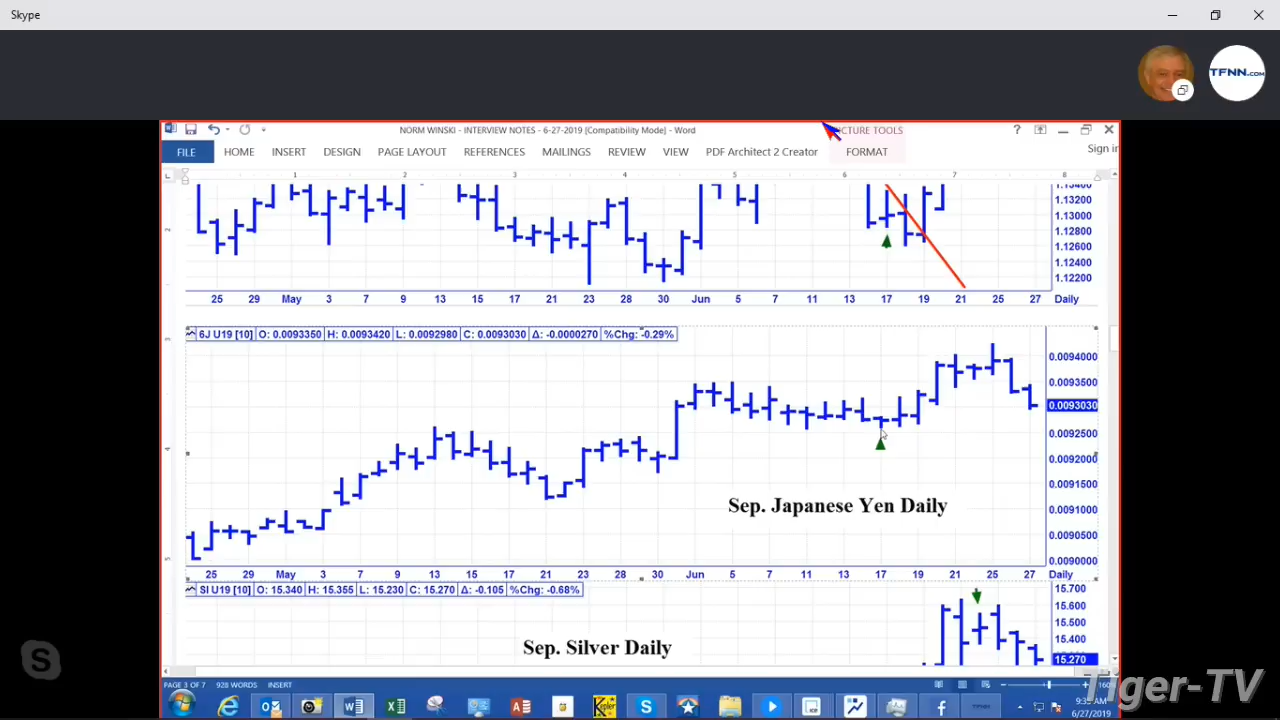 Skype
TFNN.COM
NORM WINSKI - INTERVIEW NOTES - 6-27-2019 [Compatibility Mode] - Word
CTURE TOOLS
?
FILE HOME INSERT DESIGN PAGE LAYOUT REFERENCES MAILINGS REVIEW VIEW PDF Architect 2 Creator FORMAT Sign in
1 2 3 4 5 6 7 8
1.13400
1.13200
1.13000
1.12800
1.12600
1.12400
1.12200
25 29 May 3 7 9 13 15 17 21 23 28 30 Jun 5 7 11 13 17 19 21 25 27 Daily
6J U19 [10] O: 0.0093350 H: 0.0093420 L: 0.0092980 C: 0.0093030 Δ: -0.0000270 %Chg: -0.29%
0.0094000
0.0093500
0.0093030
0.0092500
0.0092000
0.0091500
0.0091000
0.0090500
0.0090000
Sep. Japanese Yen Daily
25 29 May 3 7 9 13 15 17 21 23 28 30 Jun 5 7 11 13 17 19 21 25 27 Daily
SI U19 [10] O: 15.340 H: 15.355 L: 15.230 C: 15.270 Δ: -0.105 %Chg: -0.68%
15.700
15.600
15.500
15.400
15.270
Sep. Silver Daily
PAGE 3 OF 7 928 WORDS INSERT
Kepler
Tiger-TV
6/27/2019